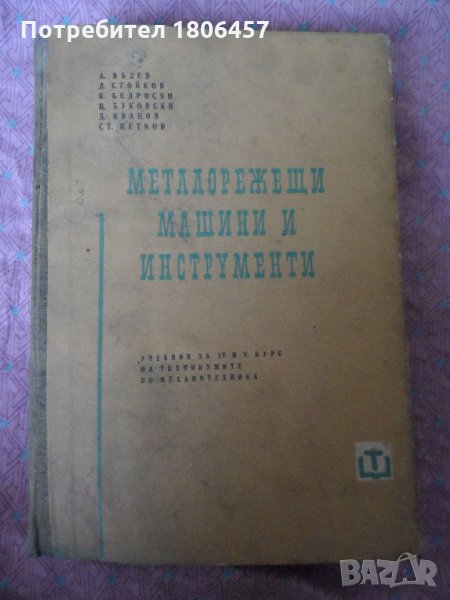 Потребител 1806457
А. ВЪЛЕВ
Д. СТОЙКОВ
К. БЕДРОСЯН
Ц. БУКОВСКИ
Д. ИВАНОВ
СТ. ПЕТКОВ
МЕТАЛОРЕЖЕЩИ
МАШИНИ И
ИНСТРУМЕНТИ
УЧЕБНИК ЗА IV И V КУРС
НА ТЕХНИКУМИТЕ
ПО МЕХАНОТЕХНИКА
Т
BAZAR